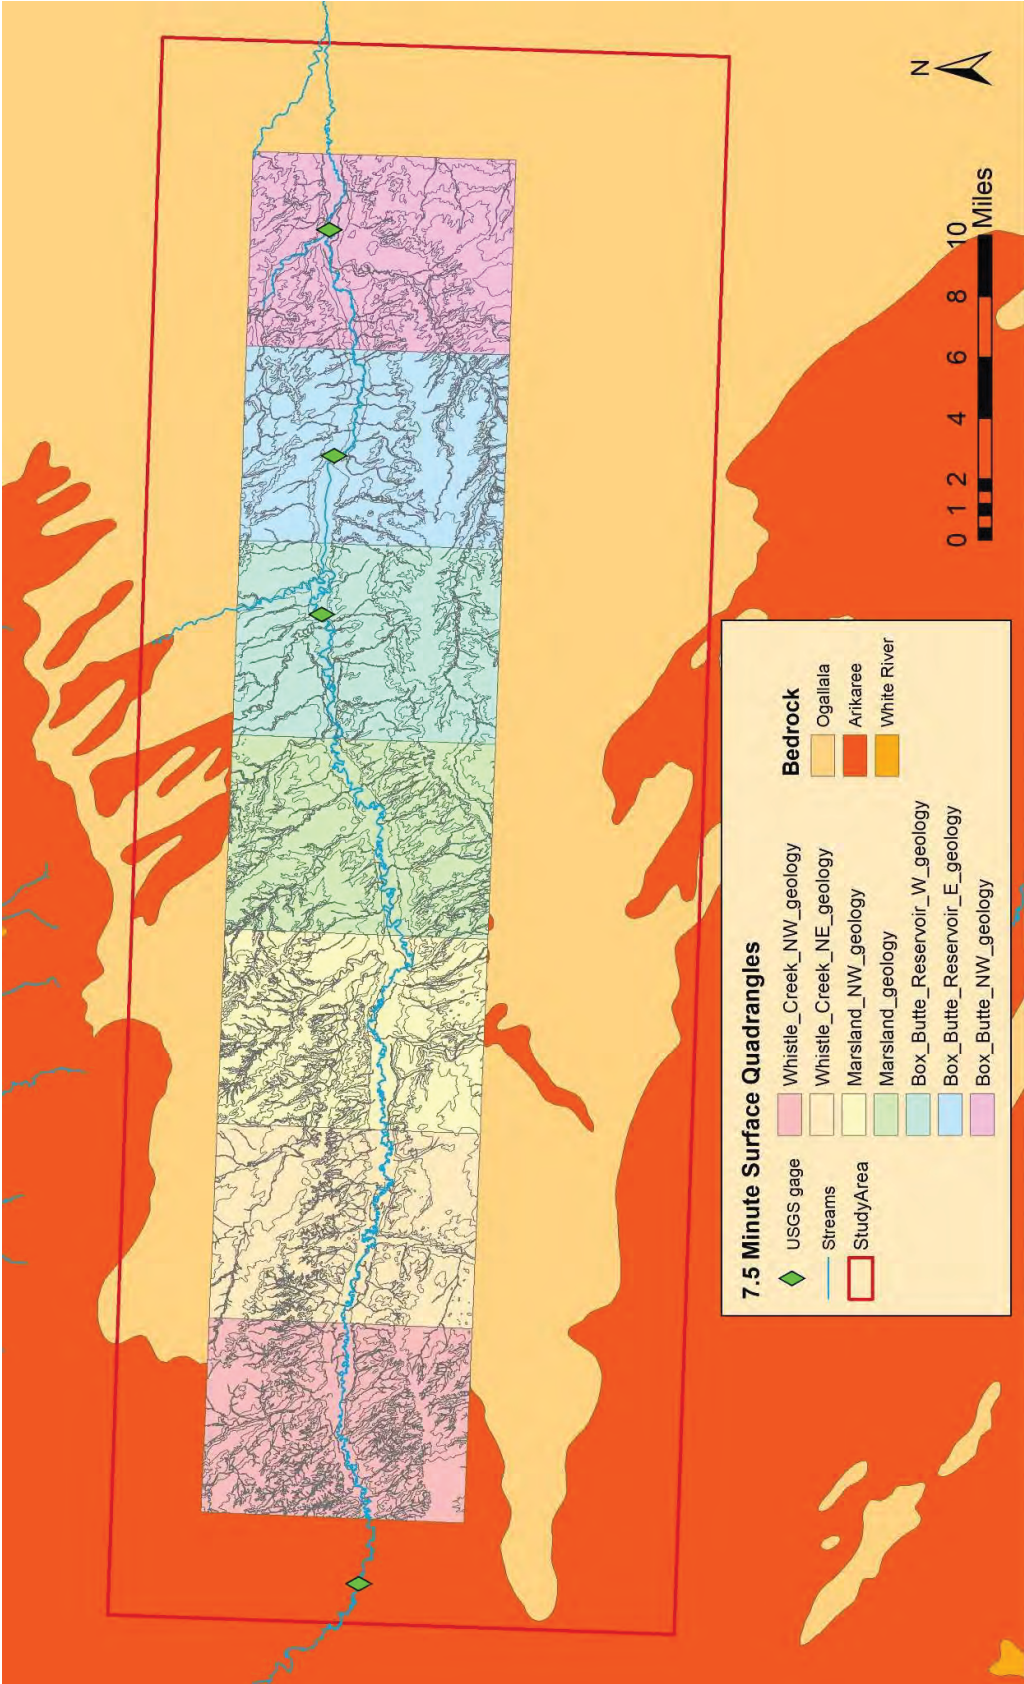 N
0 1 2 4 6 8 10
Miles
7.5 Minute Surface Quadrangles
USGS gage
Streams
StudyArea
Whistle_Creek_NW_geology
Whistle_Creek_NE_geology
Marsland_NW_geology
Marsland_geology
Box_Butte_Reservoir_W_geology
Box_Butte_Reservoir_E_geology
Box_Butte_NW_geology
Bedrock
Ogallala
Arikaree
White River